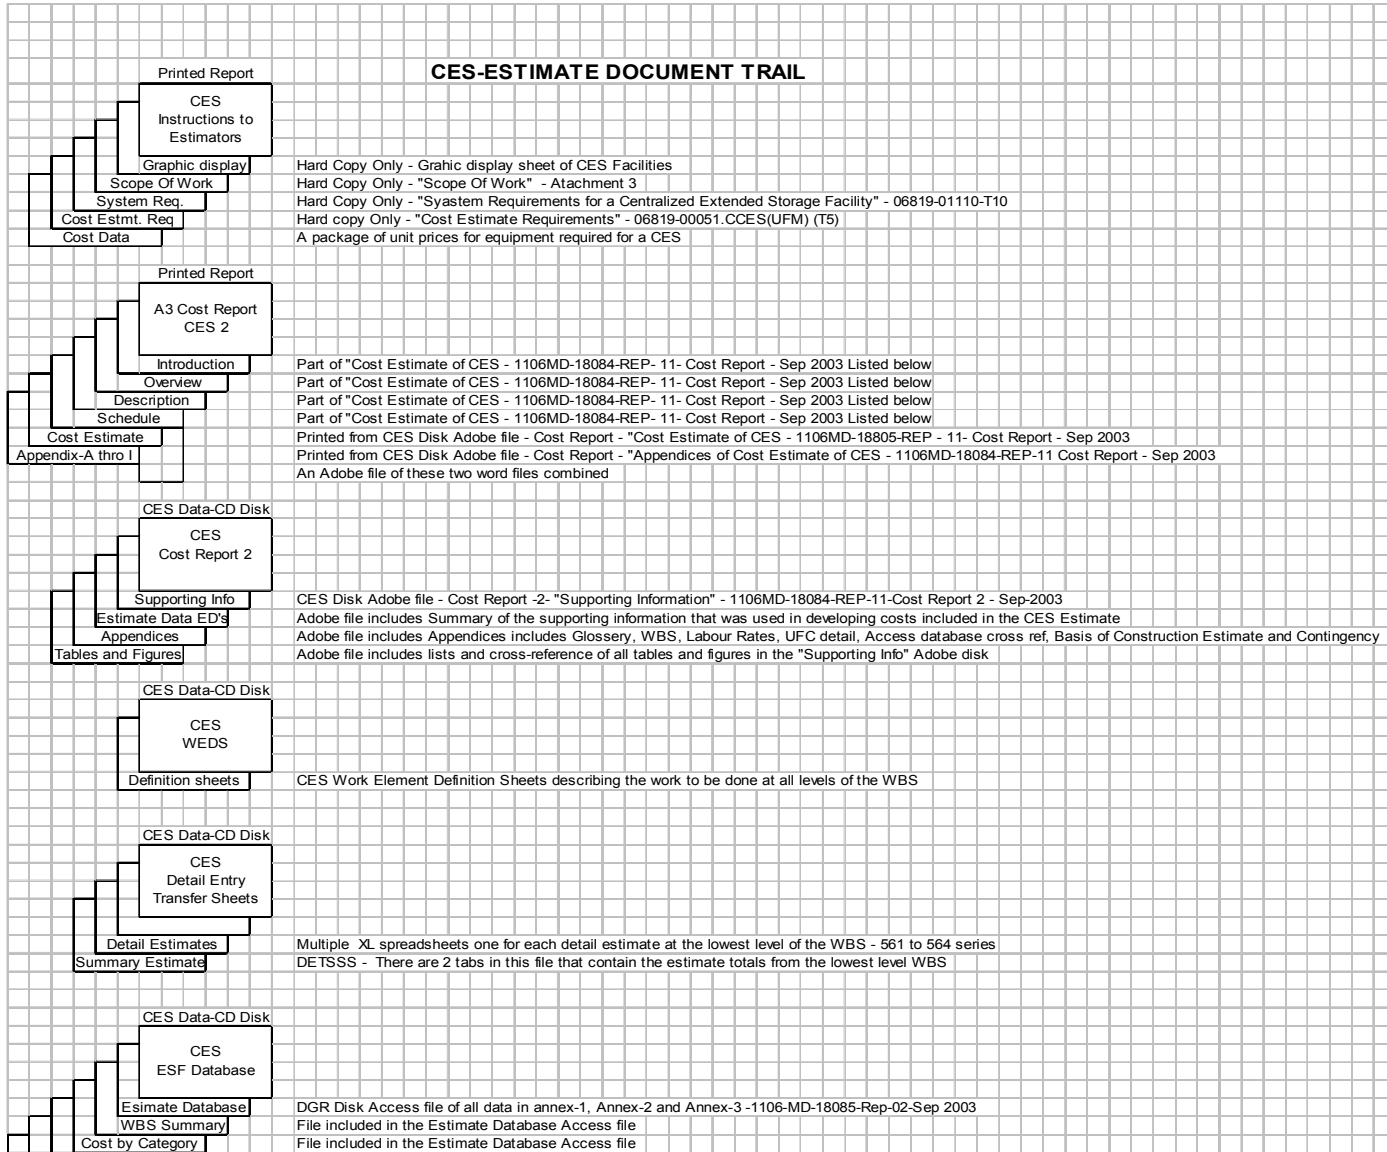 Printed Report
CES-ESTIMATE DOCUMENT TRAIL
CES
Instructions to
Estimators
Graphic display Hard Copy Only - Grahic display sheet of CES Facilities
Scope Of Work Hard Copy Only - "Scope Of Work" - Atachment 3
System Req. Hard Copy Only - "Syastem Requirements for a Centralized Extended Storage Facility" - 06819-01110-T10
Cost Estmt. Req Hard copy Only - "Cost Estimate Requirements" - 06819-00051.CCES(UFM) (T5)
Cost Data A package of unit prices for equipment required for a CES
Printed Report
A3 Cost Report
CES 2
Introduction Part of "Cost Estimate of CES - 1106MD-18084-REP- 11- Cost Report - Sep 2003 Listed below
Overview Part of "Cost Estimate of CES - 1106MD-18084-REP- 11- Cost Report - Sep 2003 Listed below
Description Part of "Cost Estimate of CES - 1106MD-18084-REP- 11- Cost Report - Sep 2003 Listed below
Schedule Part of "Cost Estimate of CES - 1106MD-18084-REP- 11- Cost Report - Sep 2003 Listed below
Cost Estimate Printed from CES Disk Adobe file - Cost Report - "Cost Estimate of CES - 1106MD-18805-REP - 11- Cost Report - Sep 2003
Appendix-A thro I Printed from CES Disk Adobe file - Cost Report - "Appendices of Cost Estimate of CES - 1106MD-18084-REP-11 Cost Report - Sep 2003
An Adobe file of these two word files combined
CES Data-CD Disk
CES
Cost Report 2
Supporting Info CES Disk Adobe file - Cost Report -2- "Supporting Information" - 1106MD-18084-REP-11-Cost Report 2 - Sep-2003
Estimate Data ED's Adobe file includes Summary of the supporting information that was used in developing costs included in the CES Estimate
Appendices Adobe file includes Appendices includes Glossery, WBS, Labour Rates, UFC detail, Access database cross ref, Basis of Construction Estimate and Contingency
Tables and Figures Adobe file includes lists and cross-reference of all tables and figures in the "Supporting Info" Adobe disk
CES Data-CD Disk
CES
WEDS
Definition sheets CES Work Element Definition Sheets describing the work to be done at all levels of the WBS
CES Data-CD Disk
CES
Detail Entry
Transfer Sheets
Detail Estimates Multiple XL spreadsheets one for each detail estimate at the lowest level of the WBS - 561 to 564 series
Summary Estimate DETSSS - There are 2 tabs in this file that contain the estimate totals from the lowest level WBS
CES Data-CD Disk
CES
ESF Database
Esimate Database DGR Disk Access file of all data in annex-1, Annex-2 and Annex-3 -1106-MD-18085-Rep-02-Sep 2003
WBS Summary File included in the Estimate Database Access file
Cost by Category File included in the Estimate Database Access file